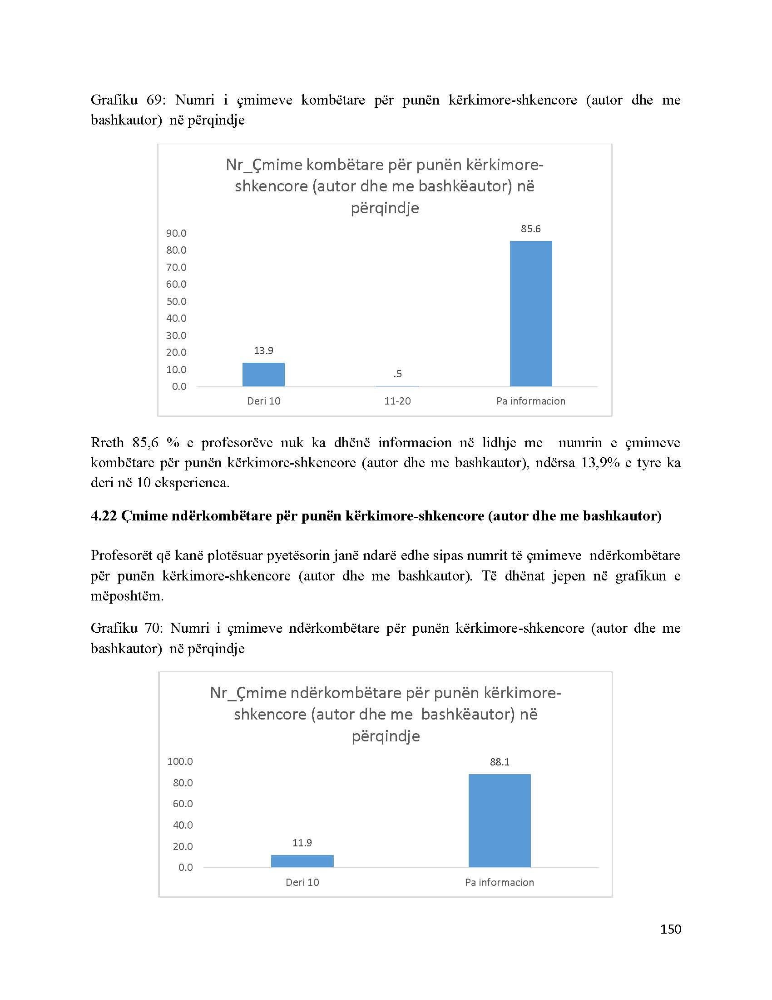 Grafiku 69: Numri i çmimeve kombëtare për punën kërkimore-shkencore (autor dhe me
bashkautor)  në përqindje
Nr_Çmime kombëtare për punën kërkimore-
shkencore (autor dhe me bashkëautor) në
përqindje
90.0
80.0
70.0
60.0
50.0
40.0
30.0
20.0
10.0
0.0
13.9
.5
85.6
Deri 10
11-20
Pa informacion
Rreth 85,6 % e profesorëve nuk ka dhënë informacion në lidhje me  numrin e çmimeve
kombëtare për punën kërkimore-shkencore (autor dhe me bashkautor), ndërsa 13,9% e tyre ka
deri në 10 eksperienca.
4.22 Çmime ndërkombëtare për punën kërkimore-shkencore (autor dhe me bashkautor)
Profesorët që kanë plotësuar pyetësorin janë ndarë edhe sipas numrit të çmimeve  ndërkombëtare
për punën kërkimore-shkencore (autor dhe me bashkautor). Të dhënat jepen në grafikun e
mëposhtëm.
Grafiku 70: Numri i çmimeve ndërkombëtare për punën kërkimore-shkencore (autor dhe me
bashkautor)  në përqindje
Nr_Çmime ndërkombëtare për punën kërkimore-
shkencore (autor dhe me  bashkëautor) në
përqindje
100.0
80.0
60.0
40.0
20.0
0.0
11.9
88.1
Deri 10
Pa informacion
150